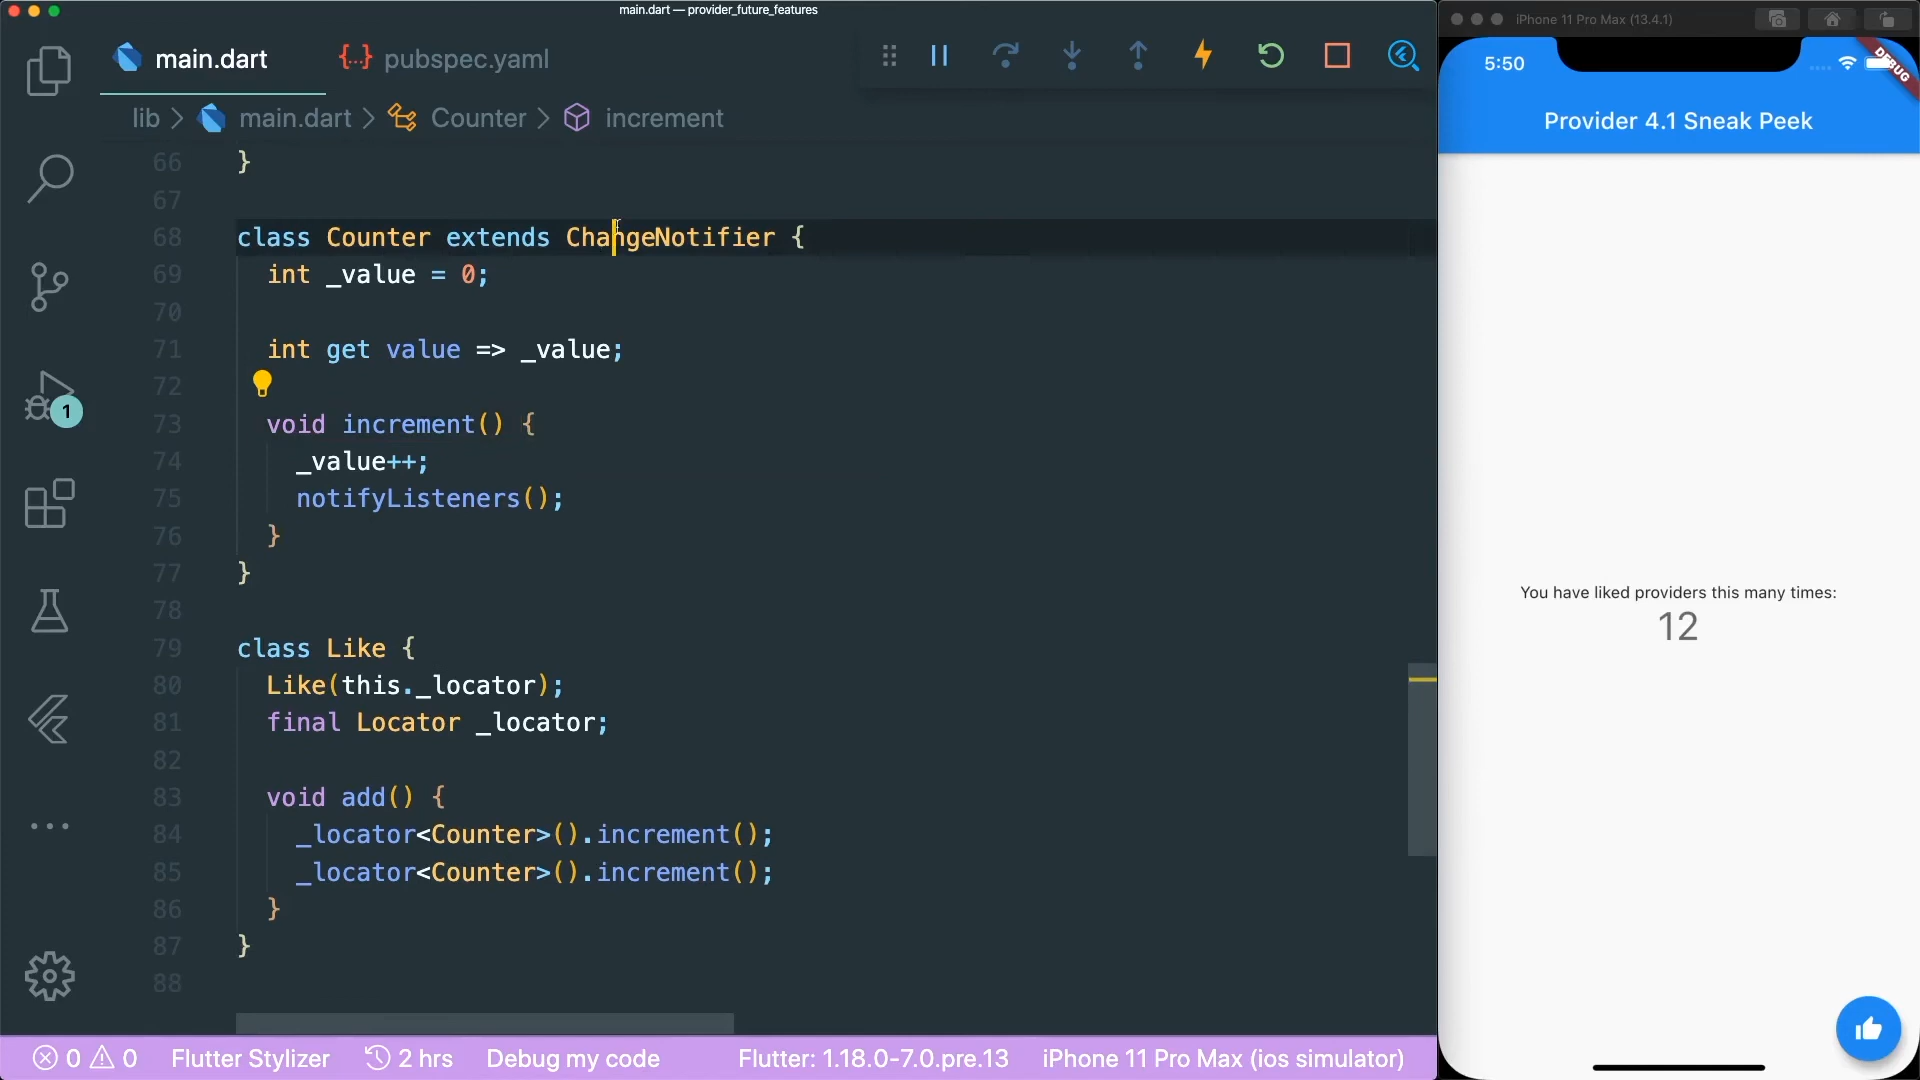 main.dart — provider_future_features
main.dart
{...} pubspec.yaml
lib > main.dart > Counter > increment
66 }
67
68 class Counter extends ChangeNotifier {
69 int _value = 0;
70
71 int get value => _value;
72
73 void increment() {
74 _value++;
75 notifyListeners();
76 }
77 }
78
79 class Like {
80 Like(this._locator);
81 final Locator _locator;
82
83 void add() {
84 _locator<Counter>().increment();
85 _locator<Counter>().increment();
86 }
87 }
88
1
0 0 Flutter Stylizer 2 hrs Debug my code Flutter: 1.18.0-7.0.pre.13 iPhone 11 Pro Max (ios simulator)
iPhone 11 Pro Max (13.4.1)
5:50
DEBUG
Provider 4.1 Sneak Peek
You have liked providers this many times:
12